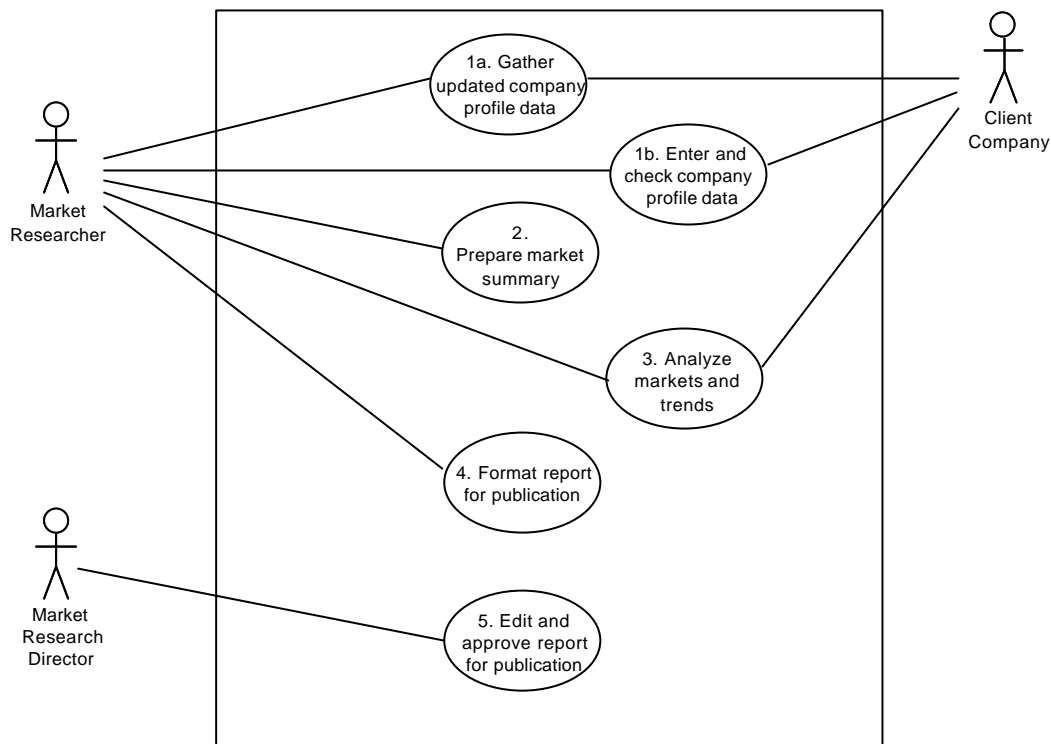 1a. Gather
updated company
profile data
Client
Company
1b. Enter and
check company
profile data
Market
Researcher
2.
Prepare market
summary
3. Analyze
markets and
trends
4. Format report
for publication
Market
Research
Director
5. Edit and
approve report
for publication